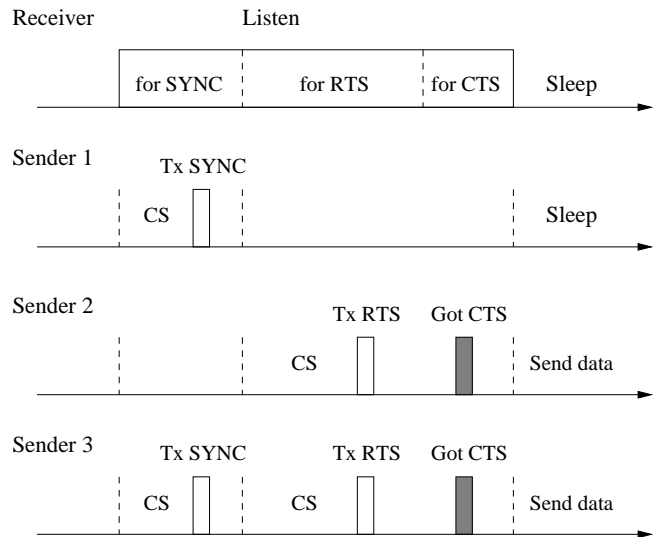 Receiver Listen
for SYNC for RTS for CTS Sleep
Sender 1
Tx SYNC
CS Sleep
Sender 2
Tx RTS Got CTS
CS Send data
Sender 3
Tx SYNC Tx RTS Got CTS
CS CS Send data